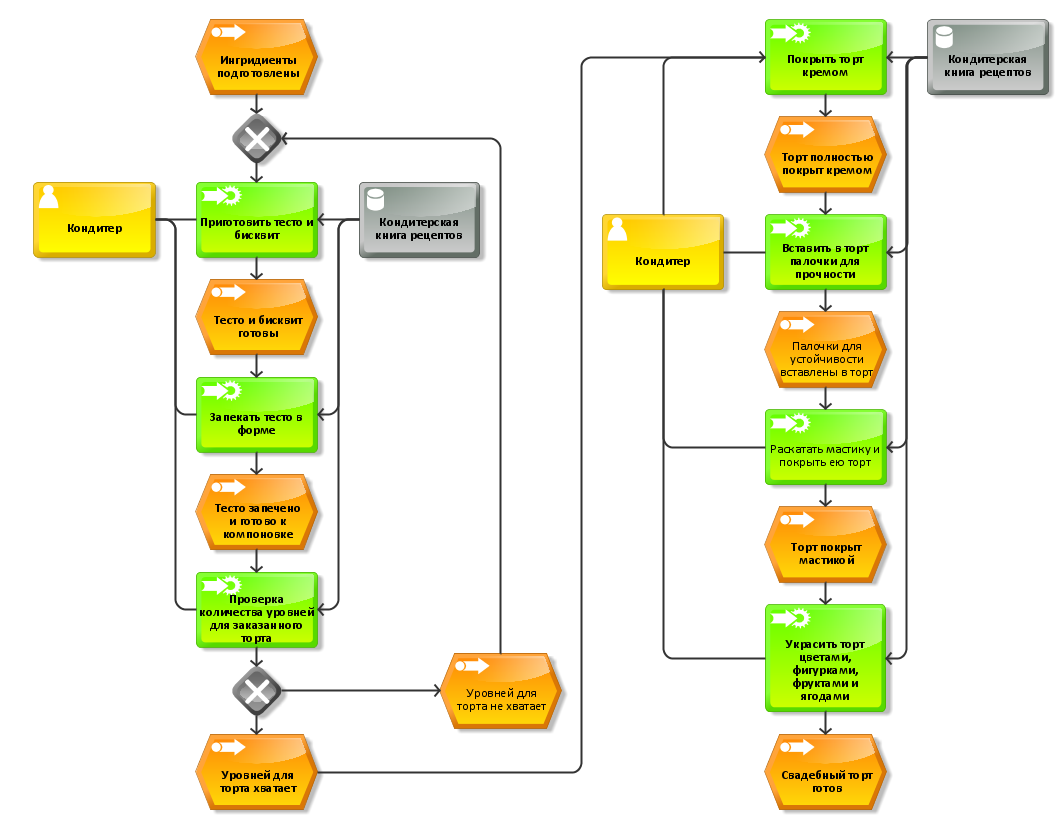 Ингридиенты
подготовлены
Кондитер
Приготовить тесто и
бисквит
Кондитерская
книга рецептов
Тесто и бисквит
готовы
Запекать тесто в
форме
Тесто запечено
и готово к
компоновке
Проверка
количества уровней
для заказанного
торта
Уровней для
торта не хватает
Уровней для
торта хватает
Покрыть торт
кремом
Кондитерская
книга рецептов
Торт полностью
покрыт кремом
Кондитер
Вставить в торт
палочки для
прочности
Палочки для
устойчивости
вставлены в торт
Раскатать мастику и
покрыть ею торт
Торт покрыт
мастикой
Украсить торт
цветами,
фигурками,
фруктами и
ягодами
Свадебный торт
готов